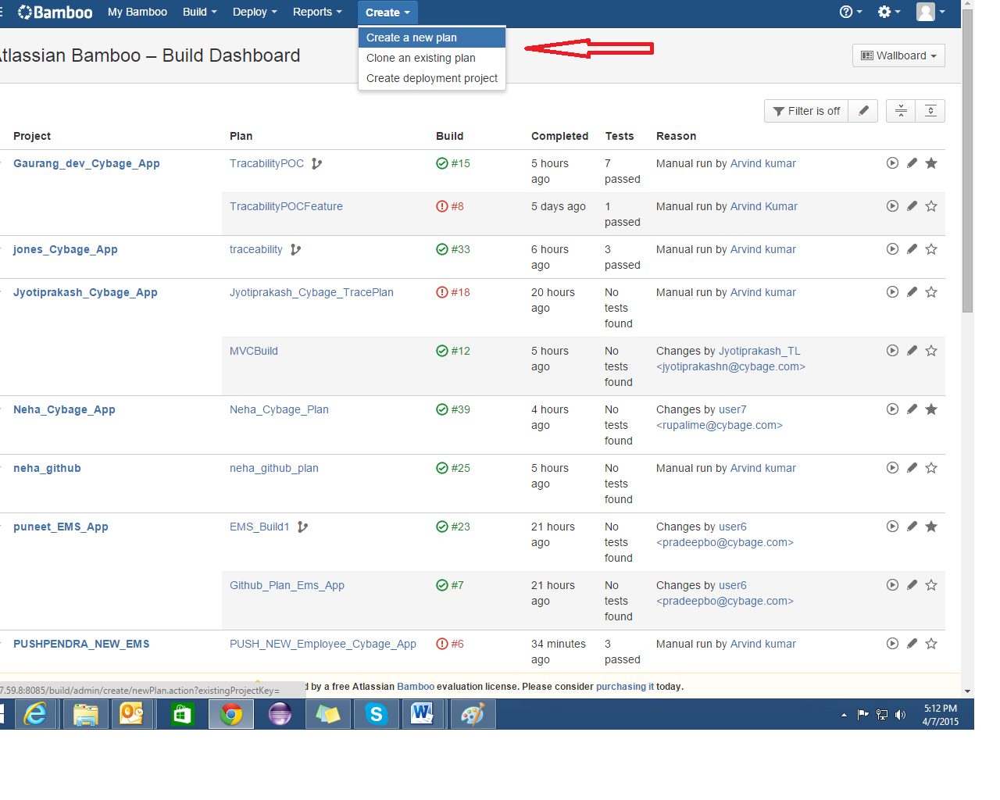 Bamboo My Bamboo Build Deploy Reports Create
Create a new plan
Clone an existing plan
Create deployment project
tlassian Bamboo – Build Dashboard
Wallboard
Filter is off
Project Plan Build Completed Tests Reason
Gaurang_dev_Cybage_App TracabilityPOC #15 5 hours ago 7 passed Manual run by Arvind kumar
TracabilityPOCFeature #8 5 days ago 1 passed Manual run by Arvind Kumar
jones_Cybage_App traceability #33 6 hours ago 3 passed Manual run by Arvind kumar
Jyotiprakash_Cybage_App Jyotiprakash_Cybage_TracePlan #18 20 hours ago No tests found Manual run by Arvind kumar
MVCBuild #12 5 hours ago No tests found Changes by Jyotiprakash_TL <jyotiprakashn@cybage.com>
Neha_Cybage_App Neha_Cybage_Plan #39 4 hours ago No tests found Changes by user7 <rupalime@cybage.com>
neha_github neha_github_plan #25 5 hours ago No tests found Manual run by Arvind kumar
puneet_EMS_App EMS_Build1 #23 21 hours ago No tests found Changes by user6 <pradeepbo@cybage.com>
Github_Plan_Ems_App #7 21 hours ago No tests found Changes by user6 <pradeepbo@cybage.com>
PUSHPENDRA_NEW_EMS PUSH_NEW_Employee_Cybage_App #6 34 minutes ago 3 passed Manual run by Arvind kumar
d by a free Atlassian Bamboo evaluation license. Please consider purchasing it today.
7.59.8:8085/build/admin/create/newPlan.action?existingProjectKey=
5:12 PM
4/7/2015